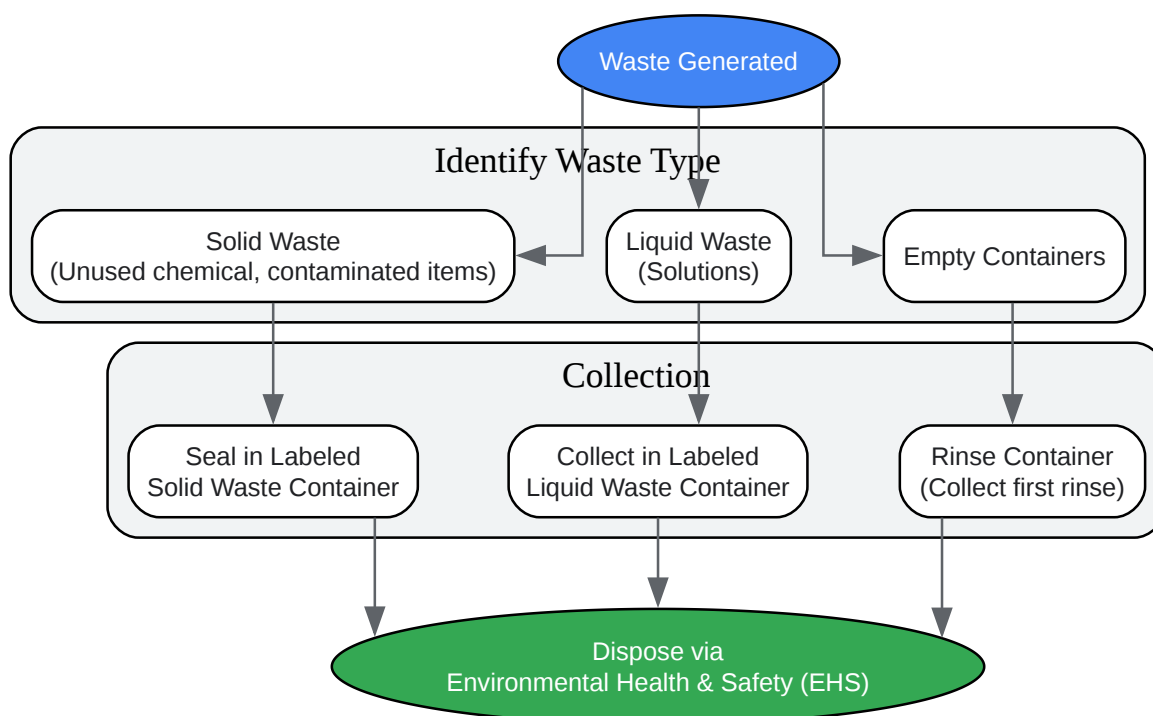 Waste Generated
Identify Waste Type
Solid Waste
(Unused chemical, contaminated items)
Liquid Waste
(Solutions)
Empty Containers
Collection
Seal in Labeled
Solid Waste Container
Collect in Labeled
Liquid Waste Container
Rinse Container
(Collect first rinse)
Dispose via
Environmental Health & Safety (EHS)